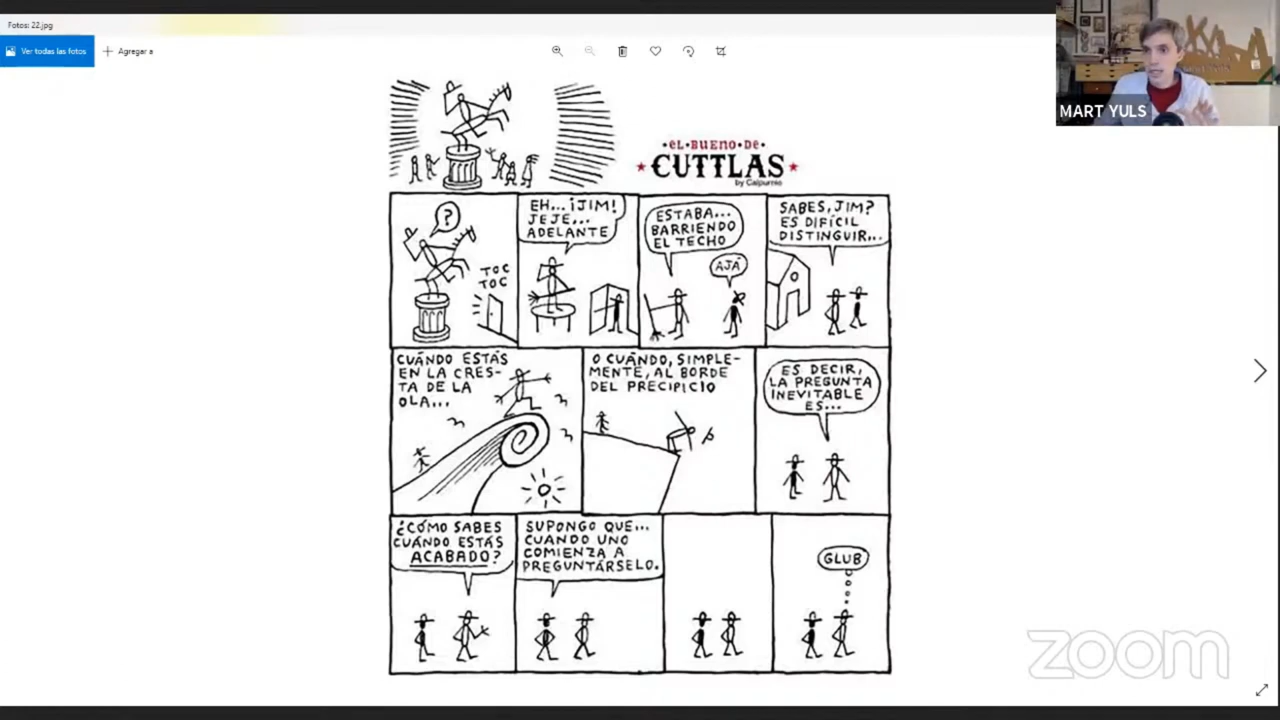 Fotos: 22.jpg
Ver todas las fotos
Agregar a
MART YULS
• EL BUENO DE •
CUTTLAS
by Calpurnio
?
TOC
TOC
EH... ¡JIM!
JEJE...
ADELANTE
ESTABA...
BARRIENDO
EL TECHO
AJÁ
SABES, JIM?
ES DIFÍCIL
DISTINGUIR...
CUÁNDO ESTÁS
EN LA CRES-
TA DE LA
OLA...
O CUÁNDO, SIMPLE-
MENTE, AL BORDE
DEL PRECIPICIO
ES DECIR,
LA PREGUNTA
INEVITABLE
ES...
¿CÓMO SABES
CUÁNDO ESTÁS
ACABADO?
SUPONGO QUE...
CUANDO UNO
COMIENZA A
PREGUNTÁRSELO.
GLUB
zoom